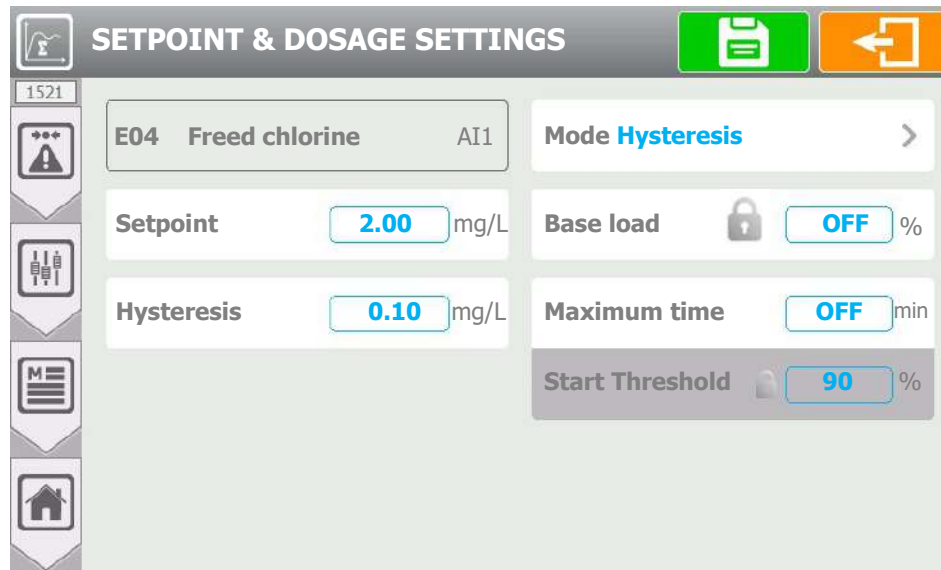 SETPOINT & DOSAGE SETTINGS
1521
E04 Freed chlorine AI1
Mode Hysteresis
Setpoint 2.00 mg/L
Base load OFF %
Hysteresis 0.10 mg/L
Maximum time OFF min
Start Threshold 90 %
M